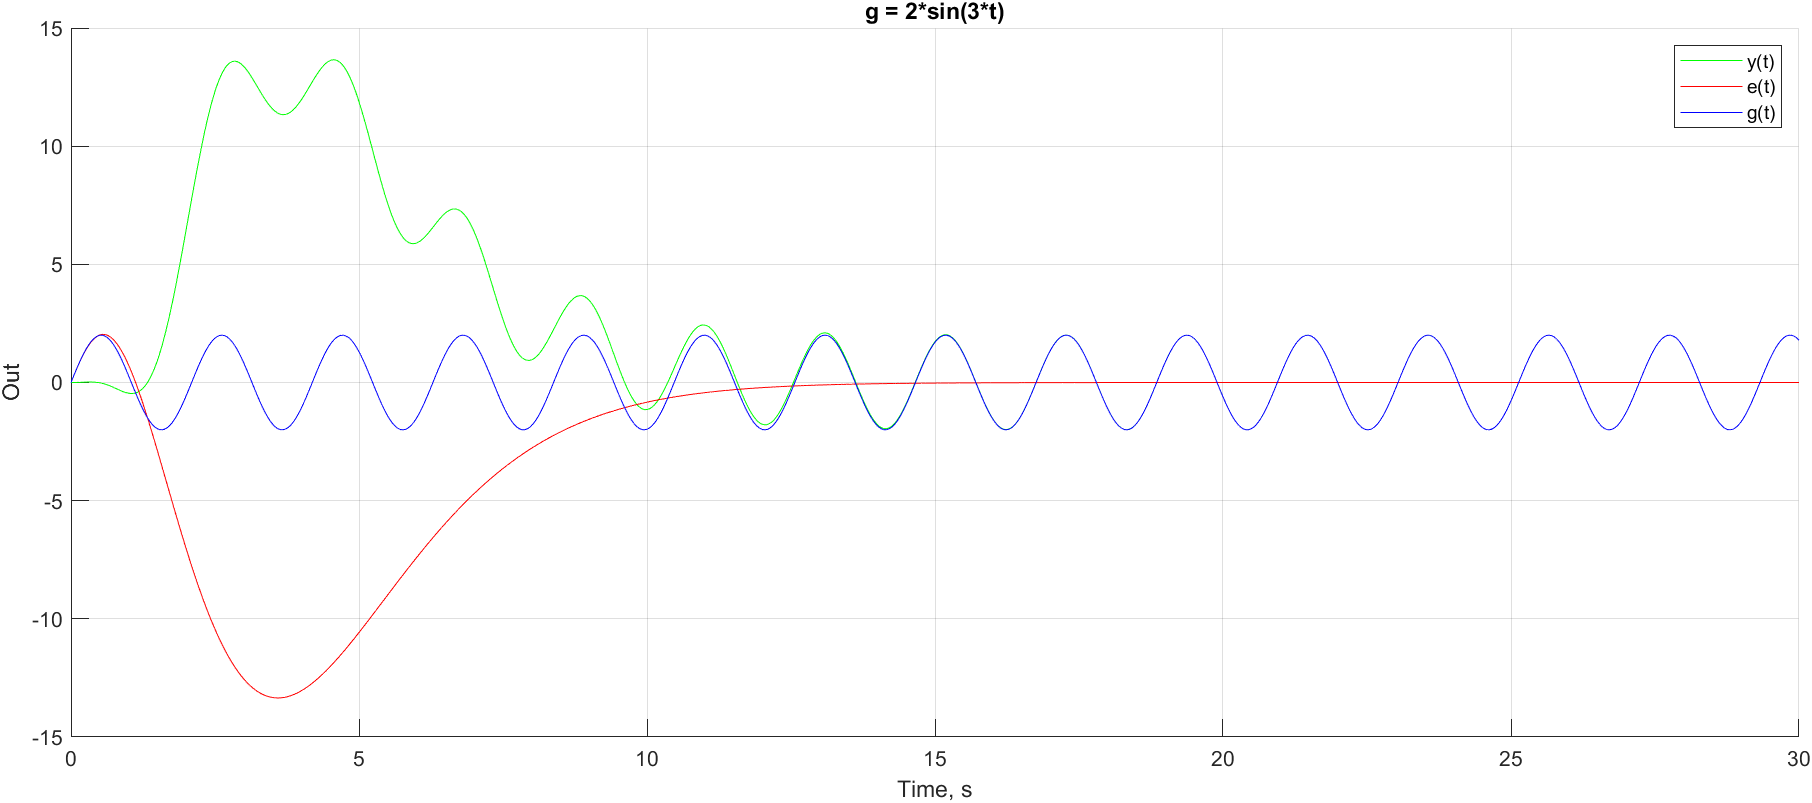 g = 2*sin(3*t)
y(t)
e(t)
g(t)
15
10
5
0
-5
-10
-15
Out
0 5 10 15 20 25 30
Time, s